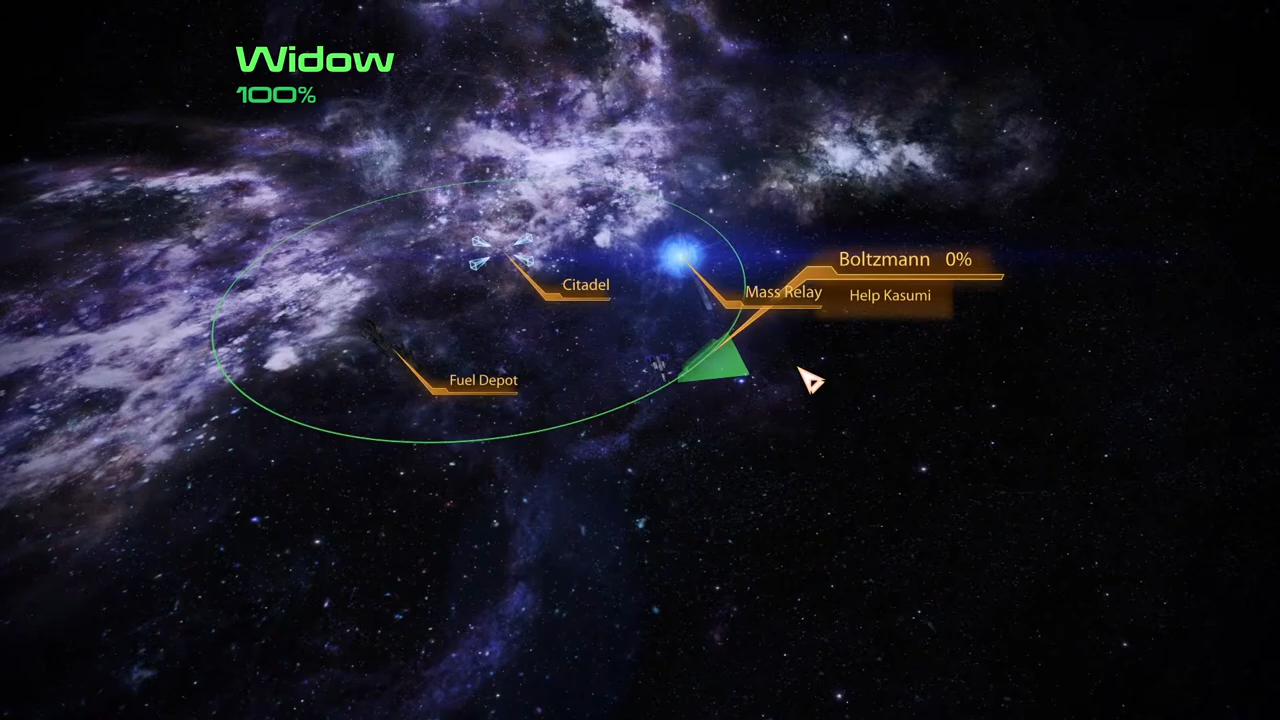 Widow
100%
Boltzmann 0%
Citadel
Mass Relay
Help Kasumi
Fuel Depot